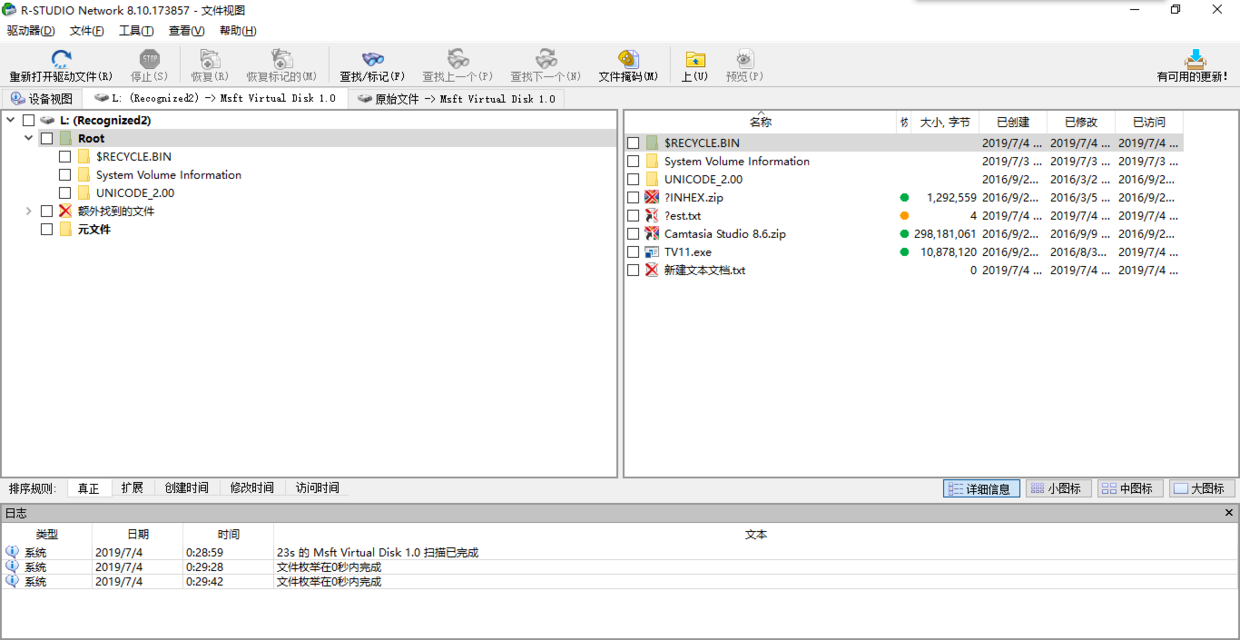 R-STUDIO Network 8.10.173857 - 文件视图
驱动器(D) 文件(F) 工具(T) 查看(V) 帮助(H)
重新打开驱动文件(R) 停止(S) 恢复(R) 恢复标记的(M) 查找/标记(F) 查找上一个(P) 查找下一个(N) 文件掩码(M) 上(U) 预览(P) 有可用的更新!
设备视图 L: (Recognized2) -> Msft Virtual Disk 1.0 原始文件 -> Msft Virtual Disk 1.0
L: (Recognized2)
Root
$RECYCLE.BIN
System Volume Information
UNICODE_2.00
额外找到的文件
元文件
名称 大小, 字节 已创建 已修改 已访问
$RECYCLE.BIN 2019/7/4 ... 2019/7/4 ... 2019/7/4 ...
System Volume Information 2019/7/3 ... 2019/7/3 ... 2019/7/3 ...
UNICODE_2.00 2016/9/2... 2016/3/2 ... 2016/9/2...
?INHEX.zip 1,292,559 2016/9/2... 2016/3/5 ... 2016/9/2...
?est.txt 4 2019/7/4 ... 2019/7/4 ... 2019/7/4 ...
Camtasia Studio 8.6.zip 298,181,061 2016/9/2... 2016/9/9 ... 2016/9/2...
TV11.exe 10,878,120 2016/9/2... 2016/8/3... 2016/9/2...
新建文本文档.txt 0 2019/7/4 ... 2019/7/4 ... 2019/7/4 ...
排序规则: 真正 扩展 创建时间 修改时间 访问时间 详细信息 小图标 中图标 大图标
日志
类型 日期 时间 文本
系统 2019/7/4 0:28:59 23s 的 Msft Virtual Disk 1.0 扫描已完成
系统 2019/7/4 0:29:28 文件枚举在0秒内完成
系统 2019/7/4 0:29:42 文件枚举在0秒内完成